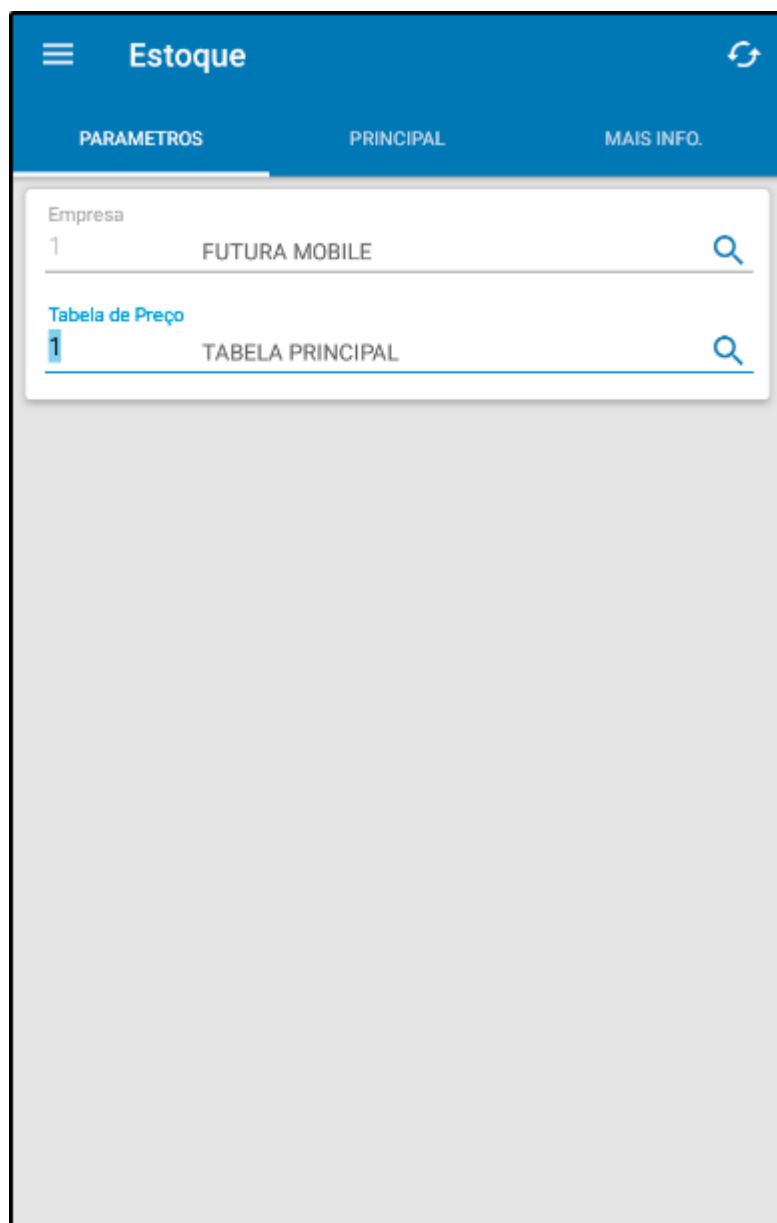 Estoque
PARAMETROS PRINCIPAL MAIS INFO.
Empresa
1 FUTURA MOBILE
Tabela de Preço
1 TABELA PRINCIPAL